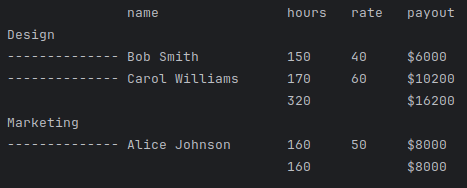 name hours rate payout
Design
-------------- Bob Smith 150 40 $6000
-------------- Carol Williams 170 60 $10200
320 $16200
Marketing
-------------- Alice Johnson 160 50 $8000
160 $8000